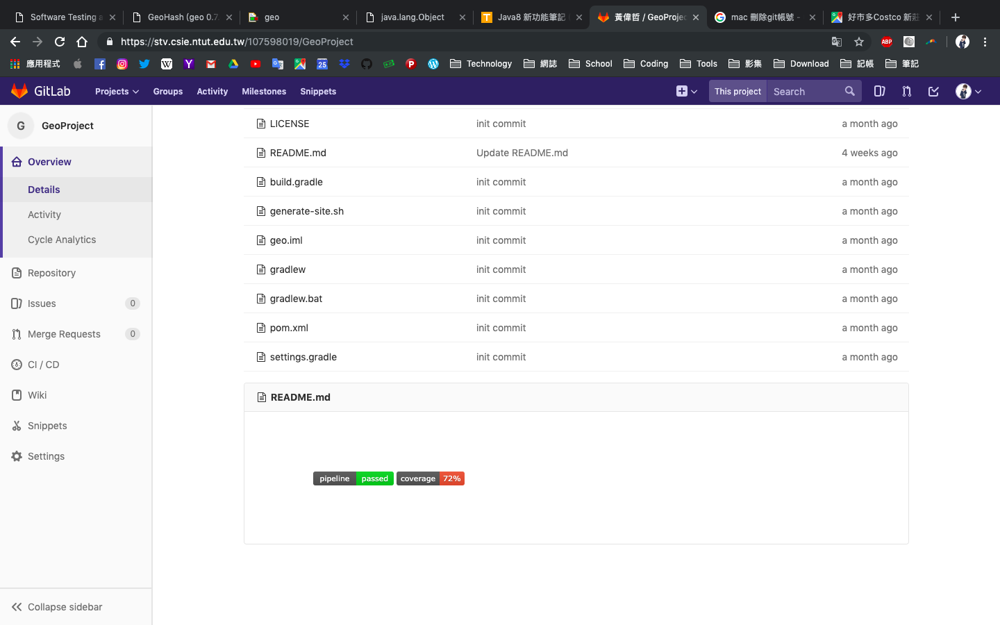 Software Testing a
GeoHash (geo 0.7.
geo
java.lang.Object
Java8 新功能筆記
黃偉哲 / GeoProjec
mac 刪除git帳號 -
好市多Costco 新莊
https://stv.csie.ntut.edu.tw/107598019/GeoProject
ABP
應用程式
25
Technology
網誌
School
Coding
Tools
影集
Download
記帳
筆記
GitLab
Projects
Groups
Activity
Milestones
Snippets
This project
Search
G
GeoProject
Overview
Details
Activity
Cycle Analytics
Repository
Issues 0
Merge Requests 0
CI / CD
Wiki
Snippets
Settings
Collapse sidebar
LICENSE init commit a month ago
README.md Update README.md 4 weeks ago
build.gradle init commit a month ago
generate-site.sh init commit a month ago
geo.iml init commit a month ago
gradlew init commit a month ago
gradlew.bat init commit a month ago
pom.xml init commit a month ago
settings.gradle init commit a month ago
README.md
pipeline passed coverage 72%